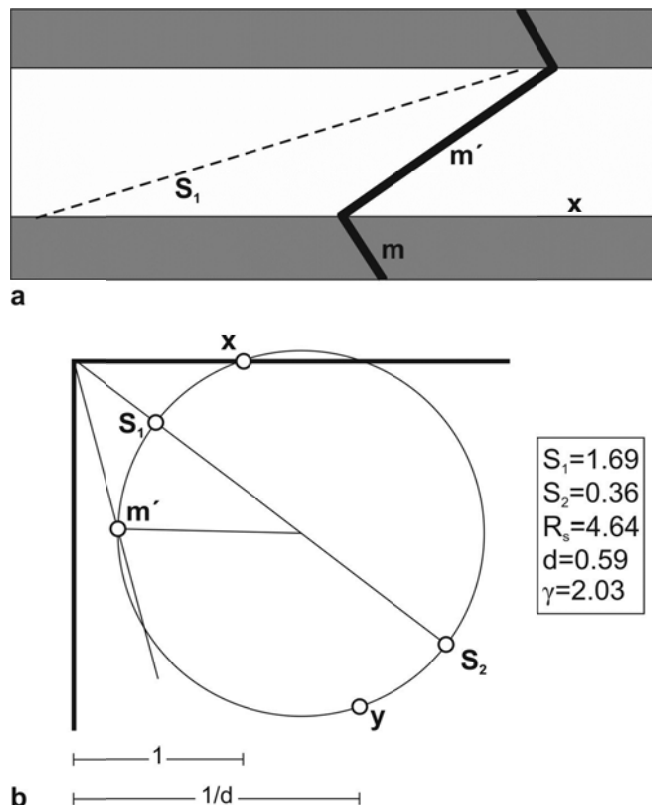 S₁
m´
x
m
a
x
S₁
m´
S₂
y
S₁=1.69
S₂=0.36
Rₛ=4.64
d=0.59
γ=2.03
1
1/d
b